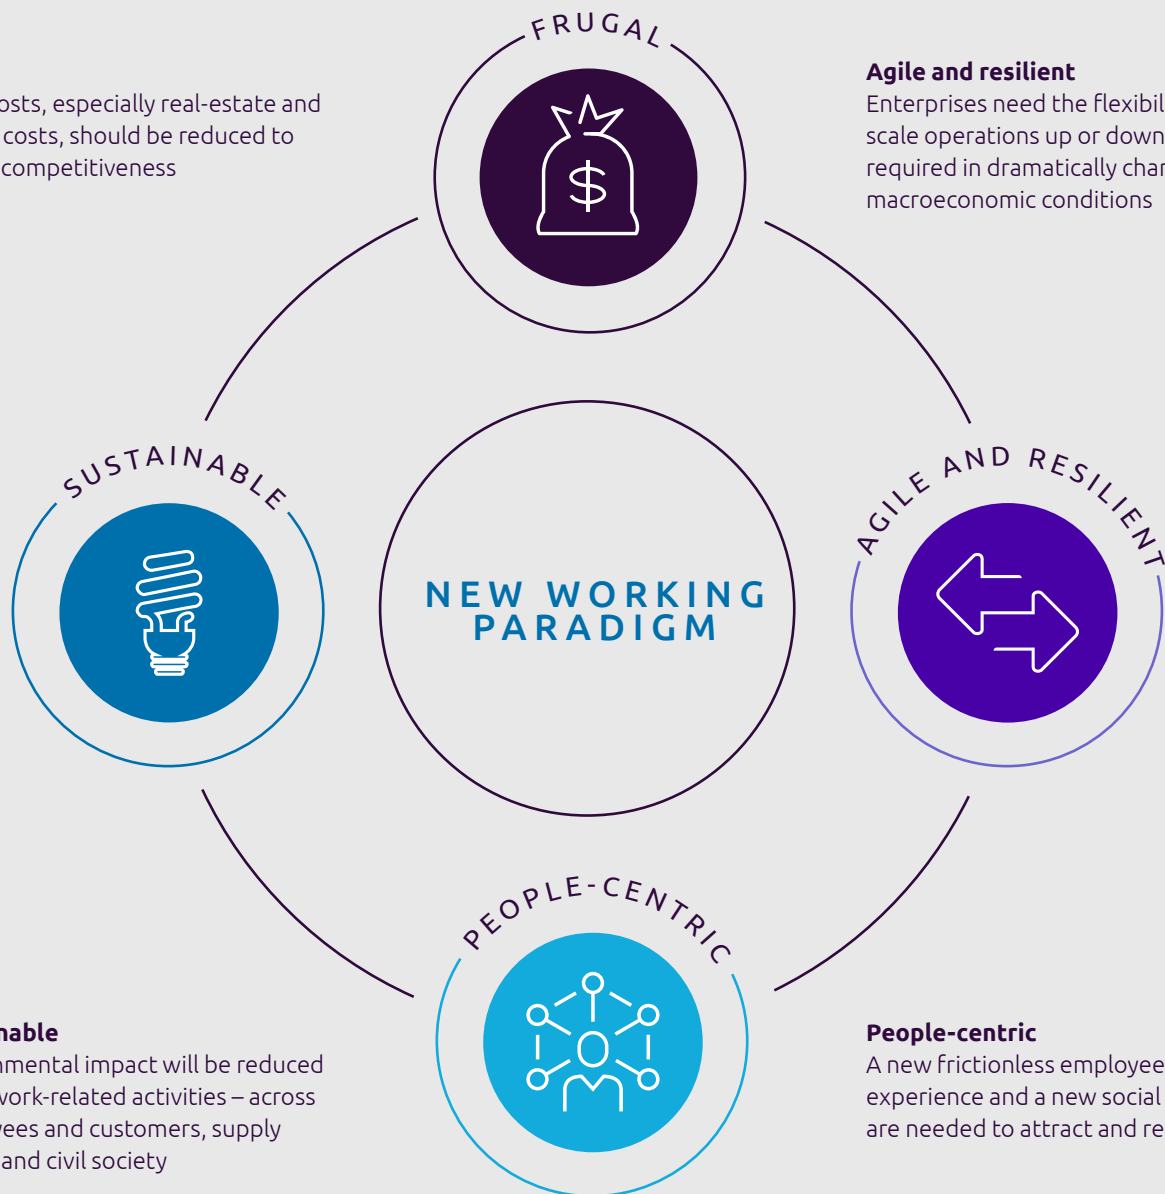 FRUGAL
osts, especially real-estate and
costs, should be reduced to
competitiveness
$
Agile and resilient
Enterprises need the flexibil
scale operations up or down
required in dramatically char
macroeconomic conditions
SUSTAINABLE
AGILE AND RESILIENT
NEW WORKING
PARADIGM
PEOPLE-CENTRIC
nable
nmental impact will be reduced
work-related activities – across
yees and customers, supply
and civil society
People-centric
A new frictionless employee
experience and a new social
are needed to attract and re